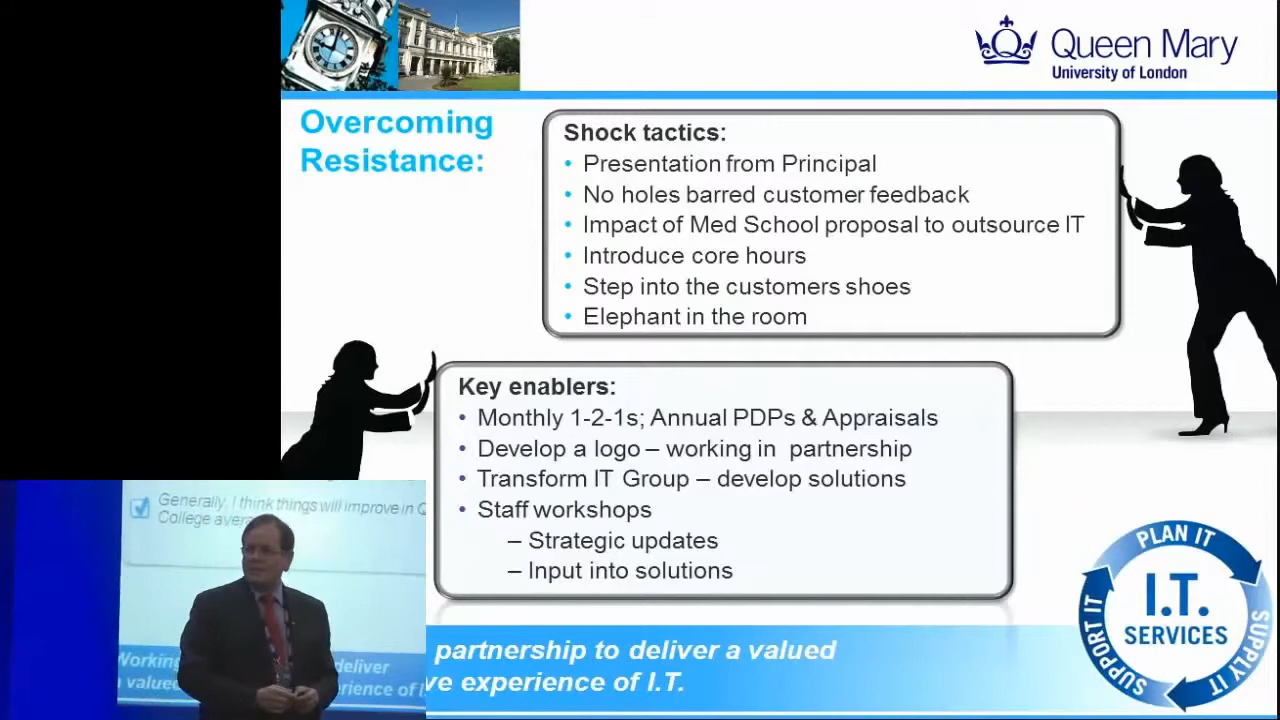 Queen Mary
University of London
Overcoming
Resistance:
Shock tactics:
• Presentation from Principal
• No holes barred customer feedback
• Impact of Med School proposal to outsource IT
• Introduce core hours
• Step into the customers shoes
• Elephant in the room
Key enablers:
• Monthly 1-2-1s; Annual PDPs & Appraisals
• Develop a logo – working in partnership
• Transform IT Group – develop solutions
• Staff workshops
– Strategic updates
– Input into solutions
PLAN IT
SUPPLY IT
SUPPORT IT
I.T.
SERVICES
partnership to deliver a valued
ve experience of I.T.
Generally, I think things will improve in
College
Working deliver
valued experience of